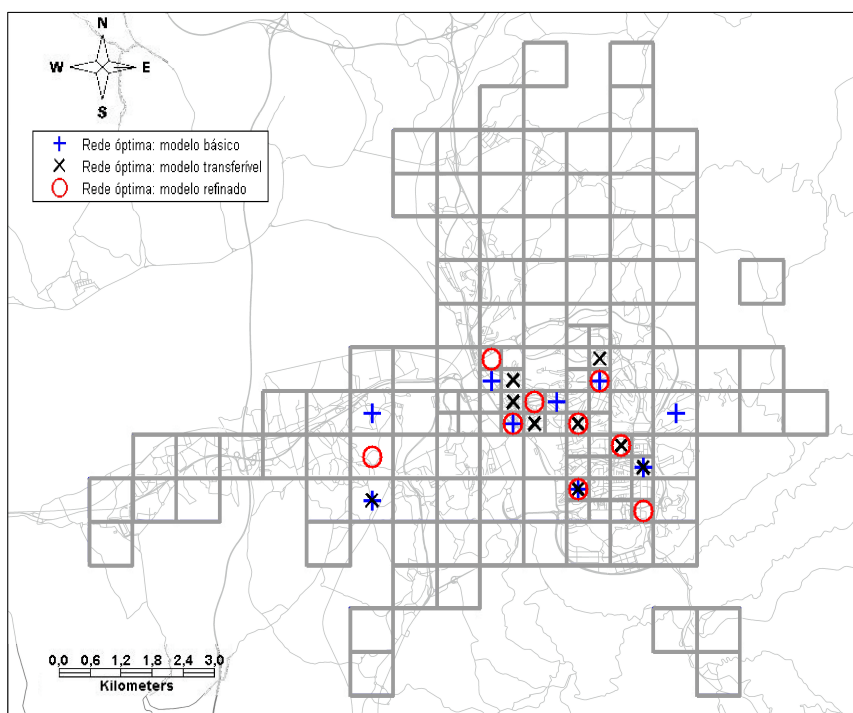 N
W E
S
Rede óptima: modelo básico
Rede óptima: modelo transferível
Rede óptima: modelo refinado
0,0 0,6 1,2 1,8 2,4 3,0
Kilometers